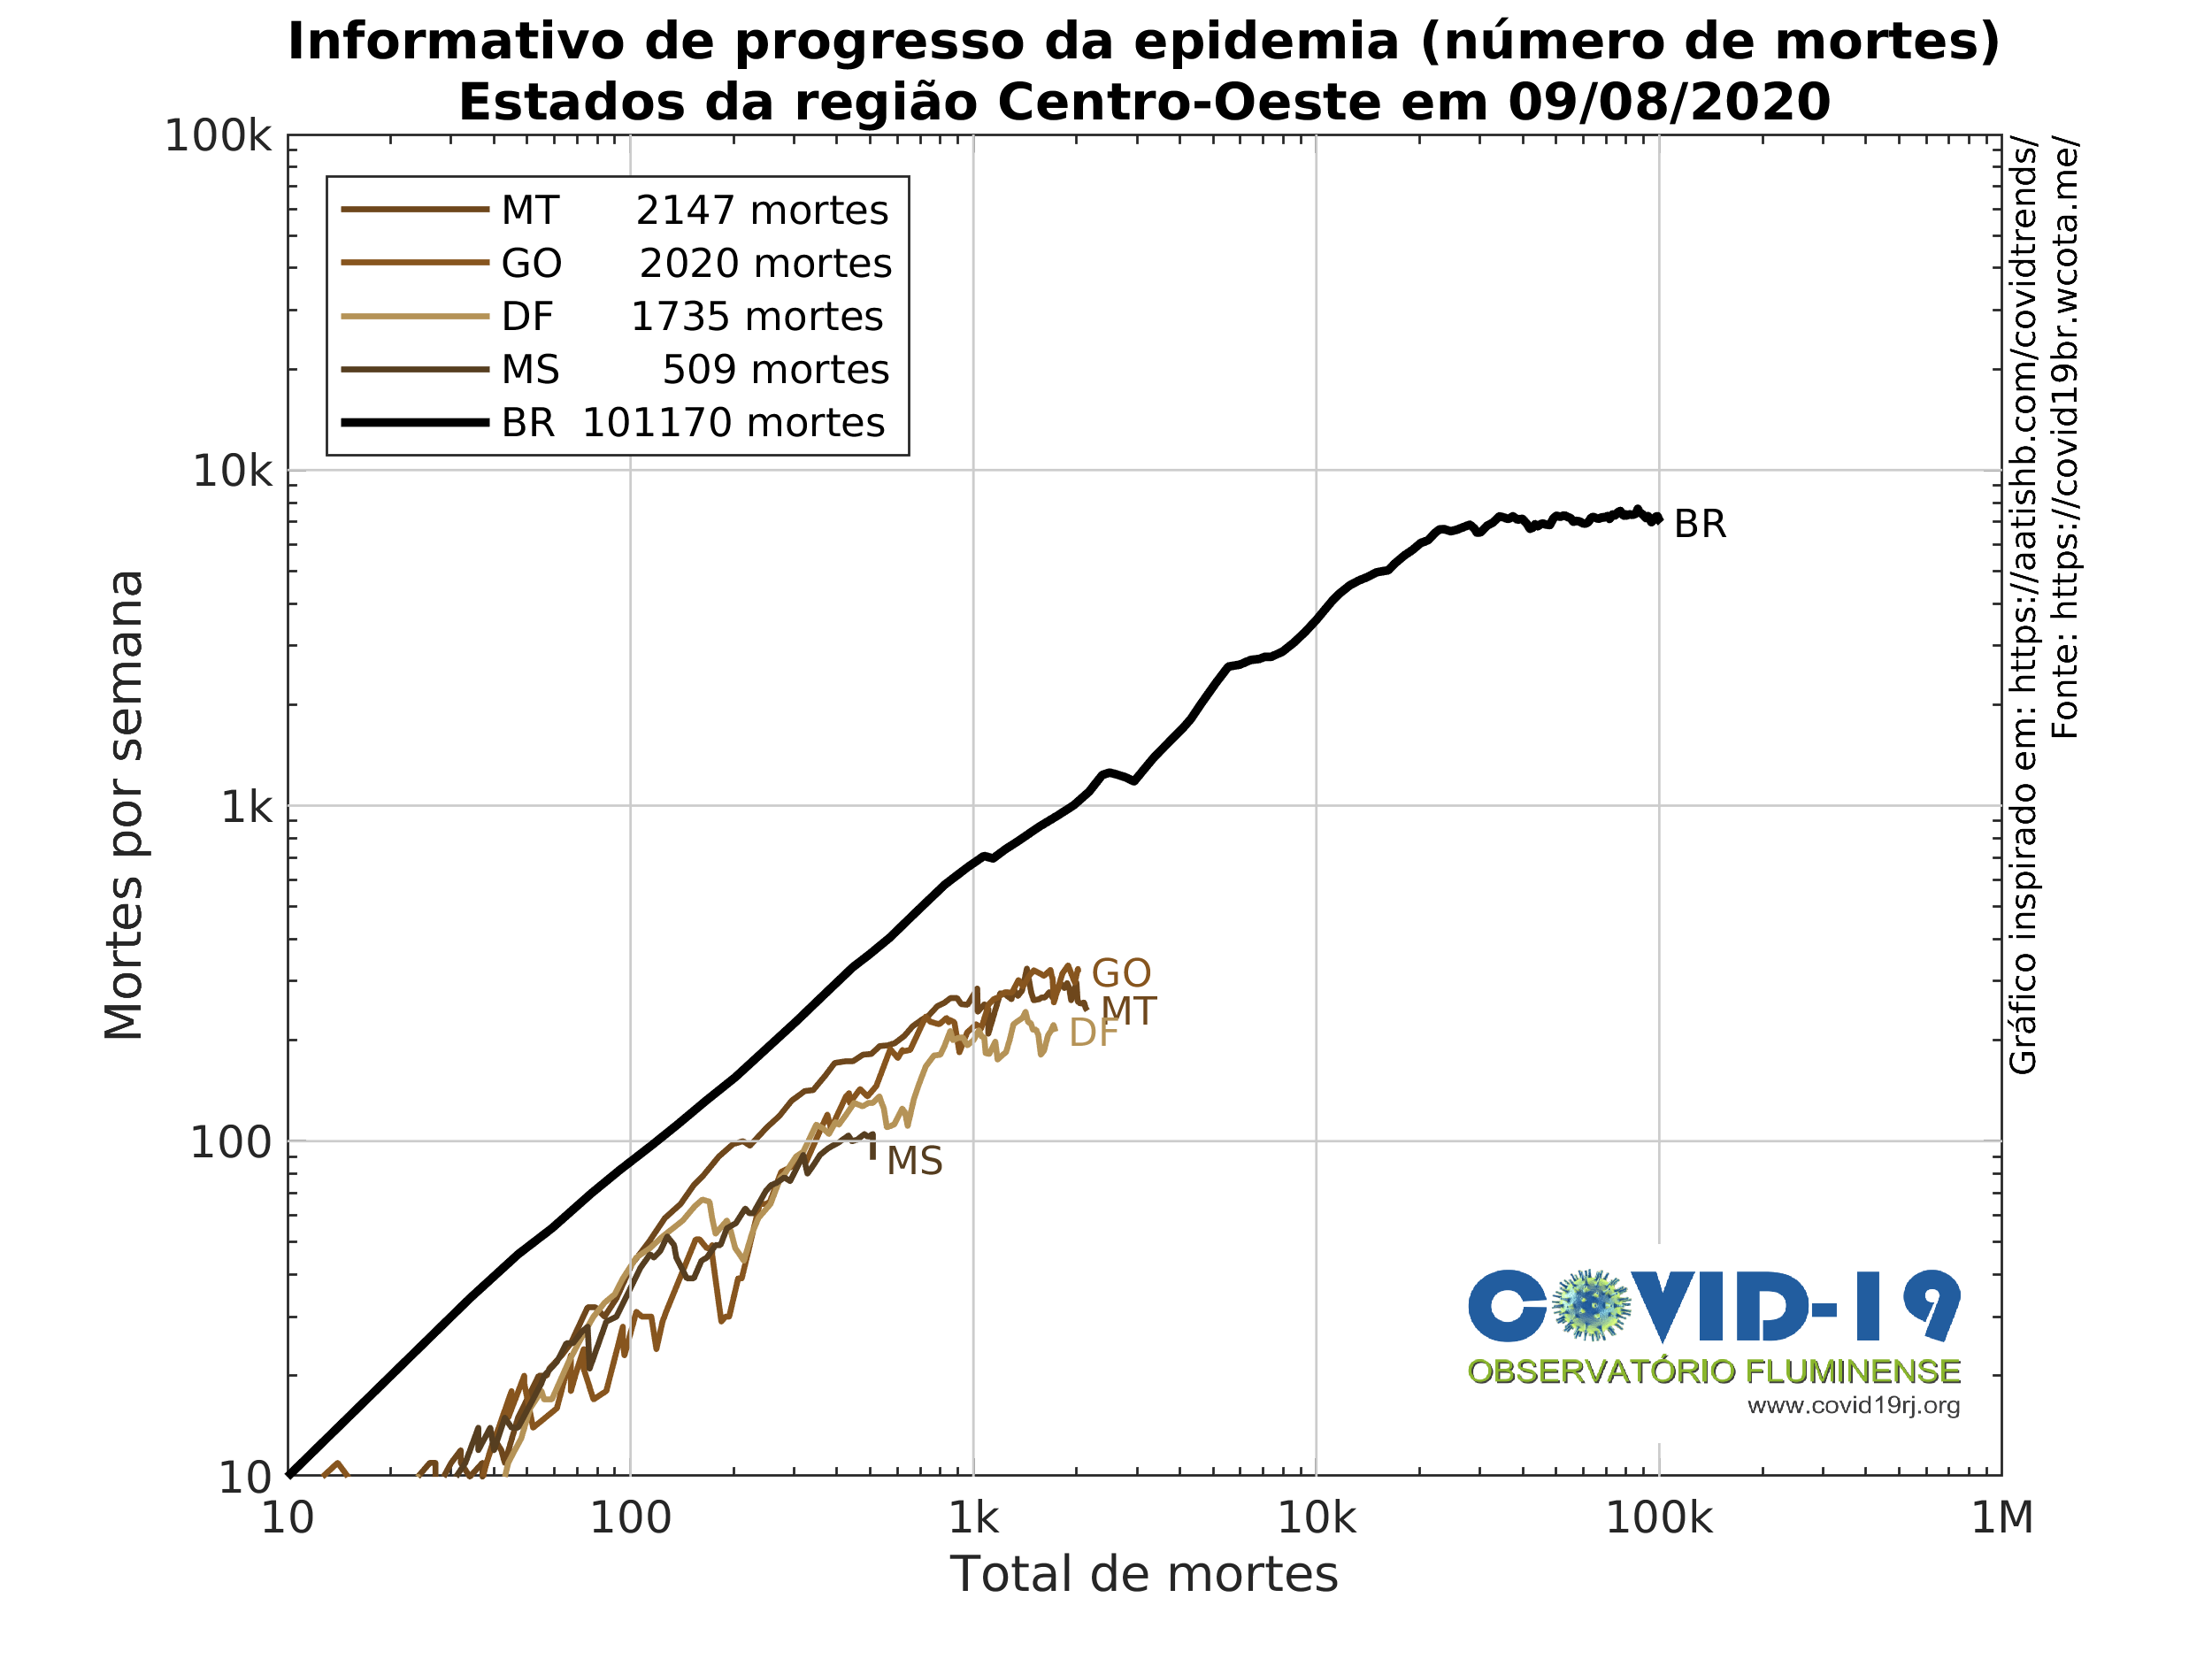 Informativo de progresso da epidemia (número de mortes)
Estados da região Centro-Oeste em 09/08/2020
100k
10k
1k
100
10
Mortes por semana
MT 2147 mortes
GO 2020 mortes
DF 1735 mortes
MS 509 mortes
BR 101170 mortes
BR
GO
MT
DF
MS
COVID-19
OBSERVATÓRIO FLUMINENSE
www.covid19rj.org
10
100
1k
10k
100k
1M
Total de mortes
Gráfico inspirado em: https://aatishb.com/covidtrends/
Fonte: https://covid19br.wcota.me/